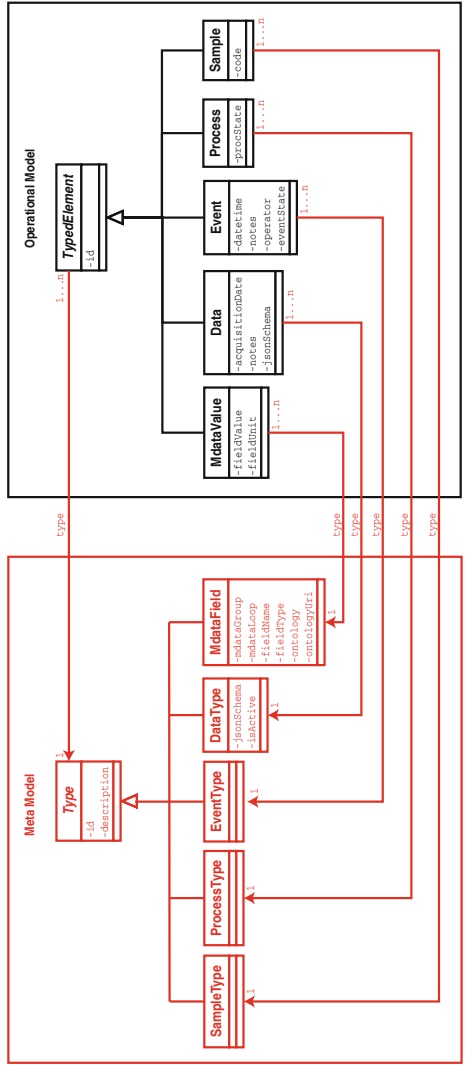 Meta Model
Type
-id
-description
SampleType
ProcessType
EventType
DataType
-jsonSchema
-isActive
MdataField
-mdataGroup
-mdataLoop
-fieldName
-fieldType
-ontology
-ontologyUri
1
1
1
1
1
1
type
type
type
type
type
type
Operational Model
TypedElement
-id
1...n
MdataValue
-fieldValue
-fieldUnit
1...n
Data
-acquisitionDate
-notes
-jsonSchema
1...n
Event
-datetime
-notes
-operator
-eventState
1...n
Process
-procState
1...n
Sample
-code
1...n